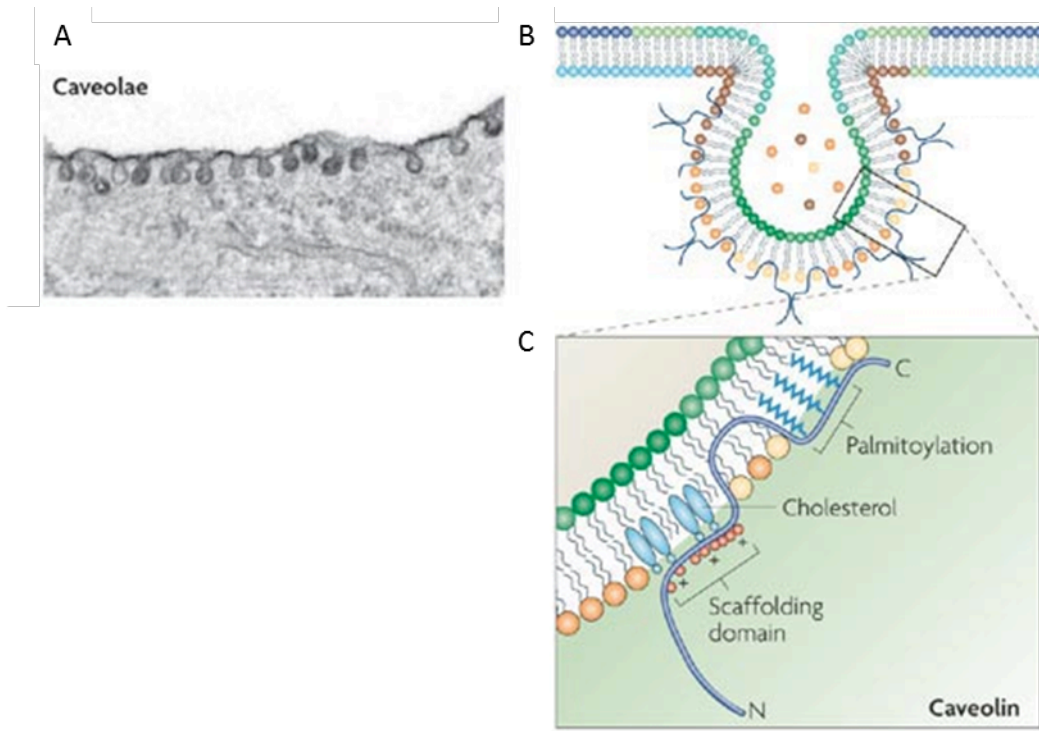 A
Caveolae
B
C
C
Palmitoylation
Cholesterol
+
+
+
Scaffolding
domain
N
Caveolin